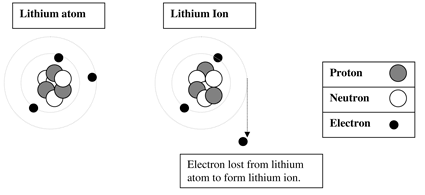 Lithium atom
Lithium Ion
Proton
Neutron
Electron
Electron lost from lithium
atom to form lithium ion.